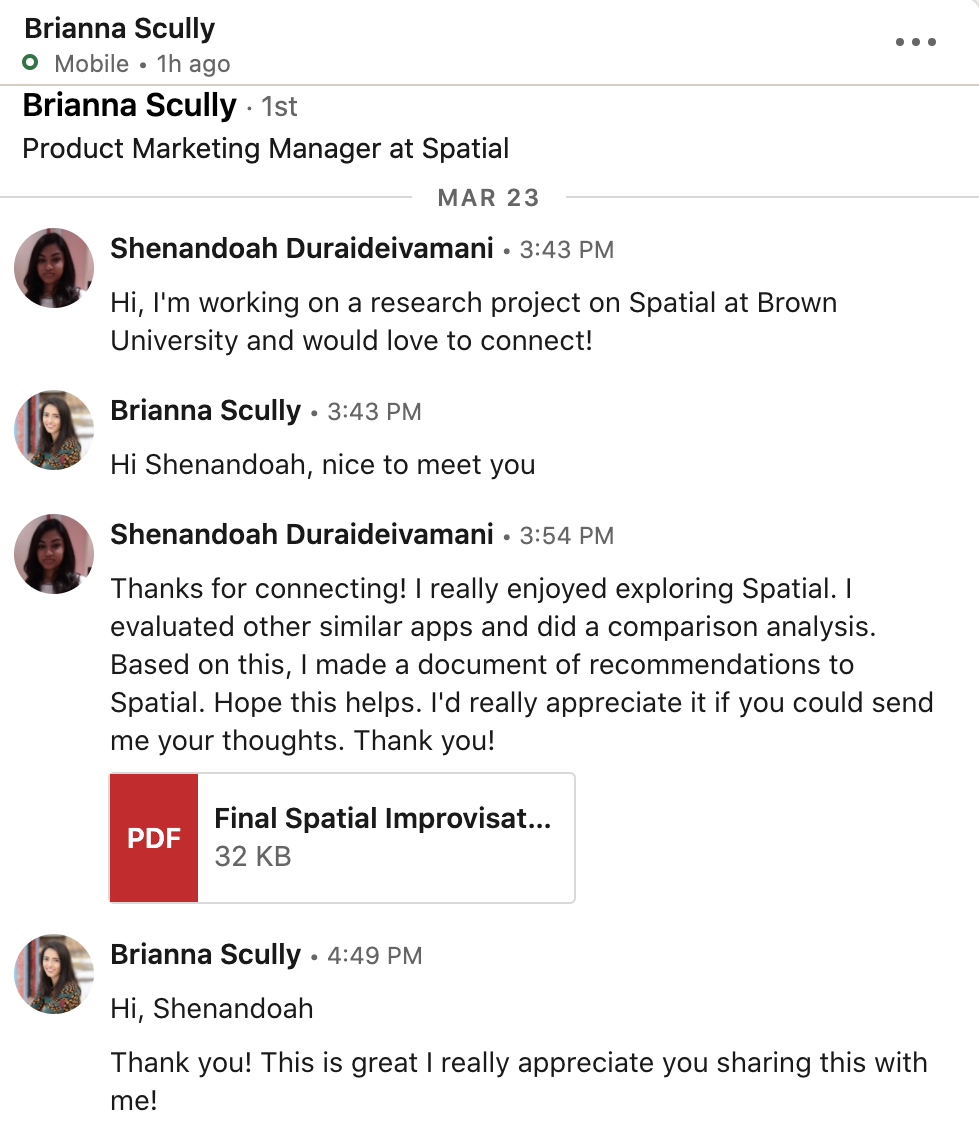 Brianna Scully
Mobile • 1h ago
Brianna Scully · 1st
Product Marketing Manager at Spatial
MAR 23
Shenandoah Duraideivamani • 3:43 PM
Hi, I'm working on a research project on Spatial at Brown
University and would love to connect!
Brianna Scully • 3:43 PM
Hi Shenandoah, nice to meet you
Shenandoah Duraideivamani • 3:54 PM
Thanks for connecting! I really enjoyed exploring Spatial. I
evaluated other similar apps and did a comparison analysis.
Based on this, I made a document of recommendations to
Spatial. Hope this helps. I'd really appreciate it if you could send
me your thoughts. Thank you!
PDF
Final Spatial Improvisat...
32 KB
Brianna Scully • 4:49 PM
Hi, Shenandoah
Thank you! This is great I really appreciate you sharing this with
me!